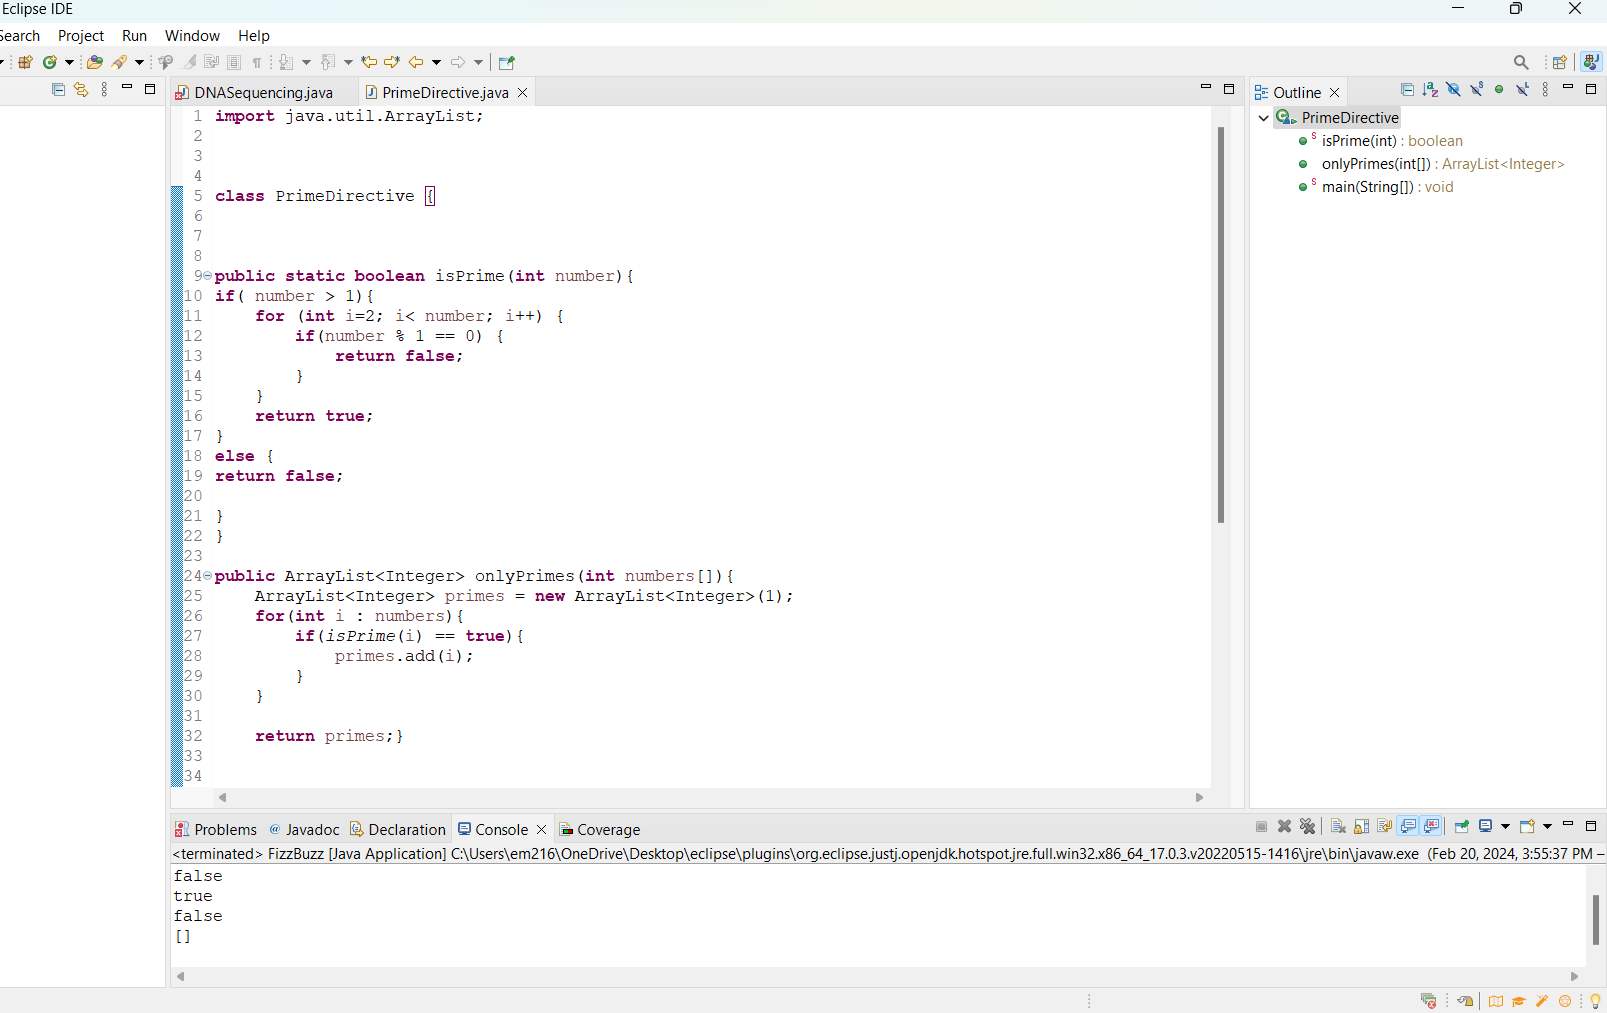 Eclipse IDE
Search Project Run Window Help
DNASequencing.java
PrimeDirective.java
Outline
1 import java.util.ArrayList;
2
3
4
5 class PrimeDirective {
6
7
8
9 public static boolean isPrime(int number){
10 if( number > 1){
11 for (int i=2; i< number; i++) {
12 if(number % 1 == 0) {
13 return false;
14 }
15 }
16 return true;
17 }
18 else {
19 return false;
20
21 }
22 }
23
24 public ArrayList<Integer> onlyPrimes(int numbers[]){
25 ArrayList<Integer> primes = new ArrayList<Integer>(1);
26 for(int i : numbers){
27 if(isPrime(i) == true){
28 primes.add(i);
29 }
30 }
31
32 return primes;}
33
34
PrimeDirective
isPrime(int) : boolean
onlyPrimes(int[]) : ArrayList<Integer>
main(String[]) : void
Problems @ Javadoc Declaration Console Coverage
<terminated> FizzBuzz [Java Application] C:\Users\em216\OneDrive\Desktop\eclipse\plugins\org.eclipse.justj.openjdk.hotspot.jre.full.win32.x86_64_17.0.3.v20220515-1416\jre\bin\javaw.exe (Feb 20, 2024, 3:55:37 PM –
false
true
false
[]